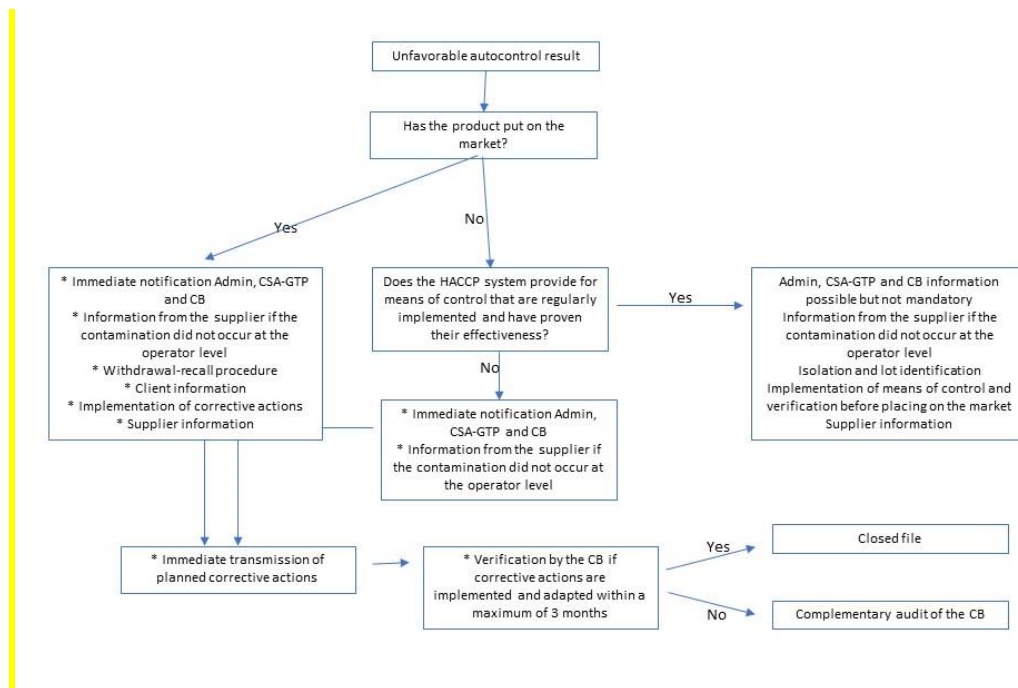 Unfavorable autocontrol result
Has the product put on the
market?
Yes
No
* Immediate notification Admin, CSA-GTP
and CB
* Information from the supplier if the
contamination did not occur at the
operator level
* Withdrawal-recall procedure
* Client information
* Implementation of corrective actions
* Supplier information
Does the HACCP system provide for
means of control that are regularly
implemented and have proven
their effectiveness?
Yes
Admin, CSA-GTP and CB information
possible but not mandatory
Information from the supplier if the
contamination did not occur at the
operator level
Isolation and lot identification
Implementation of means of control and
verification before placing on the market
Supplier information
No
* Immediate notification Admin,
CSA-GTP and CB
* Information from the supplier if
the contamination did not occur at
the operator level
* Immediate transmission of
planned corrective actions
* Verification by the CB if
corrective actions are
implemented and adapted within a
maximum of 3 months
Yes
Closed file
No
Complementary audit of the CB